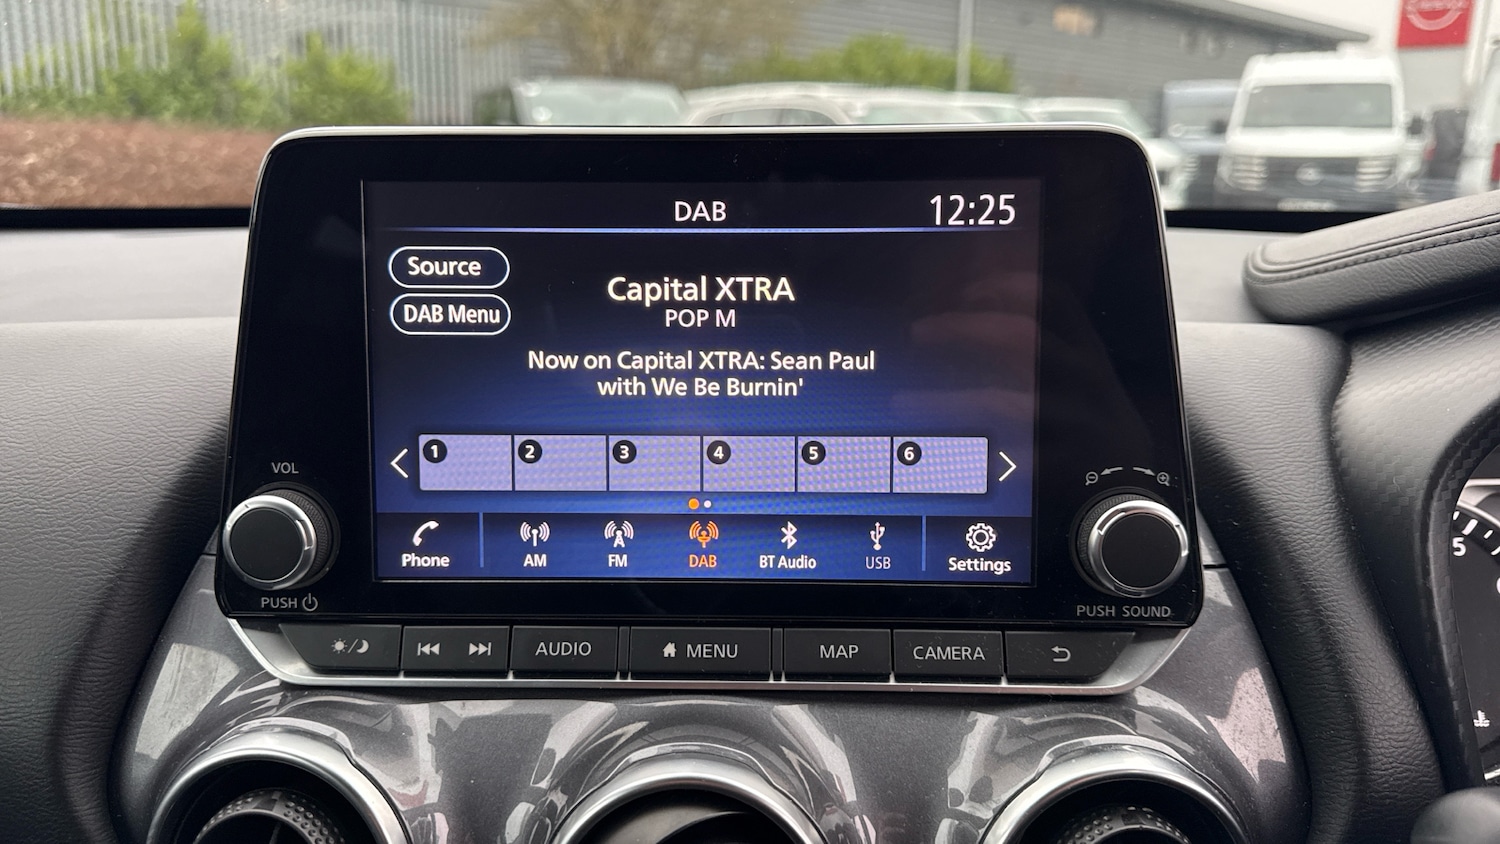 DAB
12:25
Source
DAB Menu
Capital XTRA
POP M
Now on Capital XTRA: Sean Paul
with We Be Burnin'
1 2 3 4 5 6
Phone AM FM DAB BT Audio USB Settings
VOL
PUSH
PUSH SOUND
AUDIO MENU MAP CAMERA
5